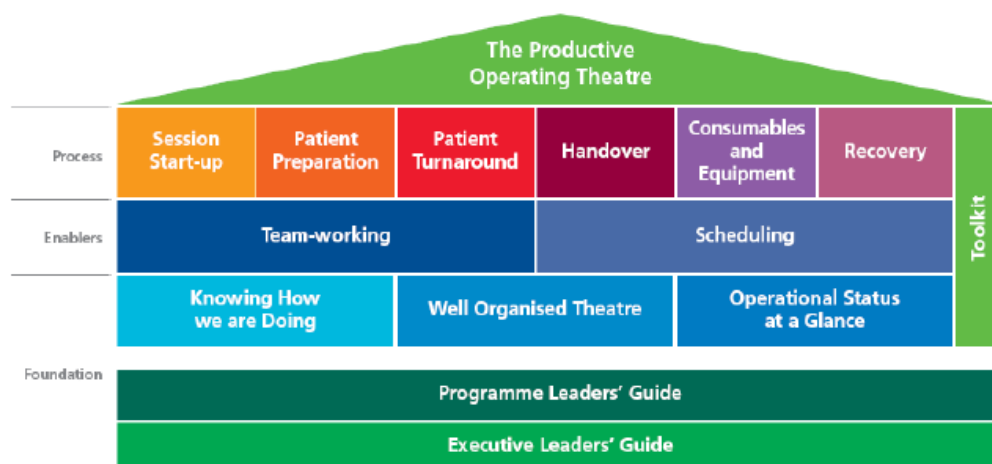 The Productive
Operating Theatre
Process
Session
Start-up
Patient
Preparation
Patient
Turnaround
Handover
Consumables
and
Equipment
Recovery
Toolkit
Enablers
Team-working
Scheduling
Knowing How
we are Doing
Well Organised Theatre
Operational Status
at a Glance
Foundation
Programme Leaders' Guide
Executive Leaders' Guide